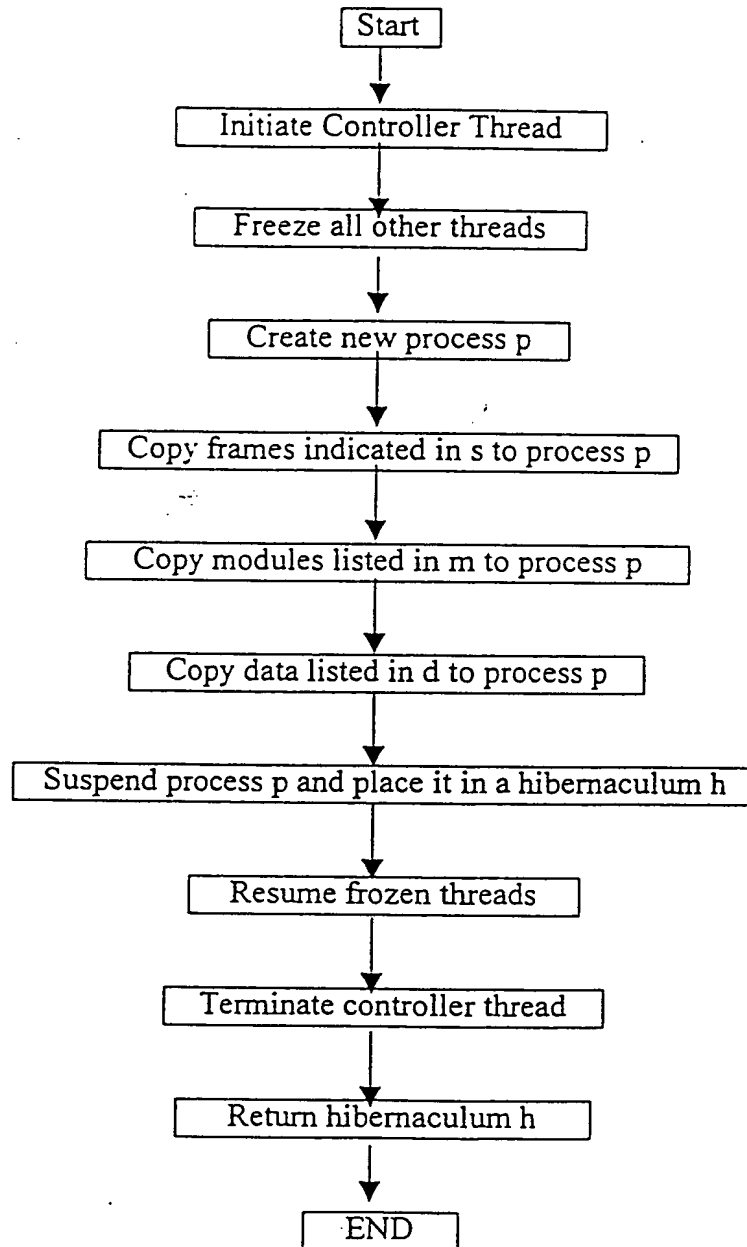 Start
Initiate Controller Thread
Freeze all other threads
Create new process p
Copy frames indicated in s to process p
Copy modules listed in m to process p
Copy data listed in d to process p
Suspend process p and place it in a hibernaculum h
Resume frozen threads
Terminate controller thread
Return hibernaculum h
END